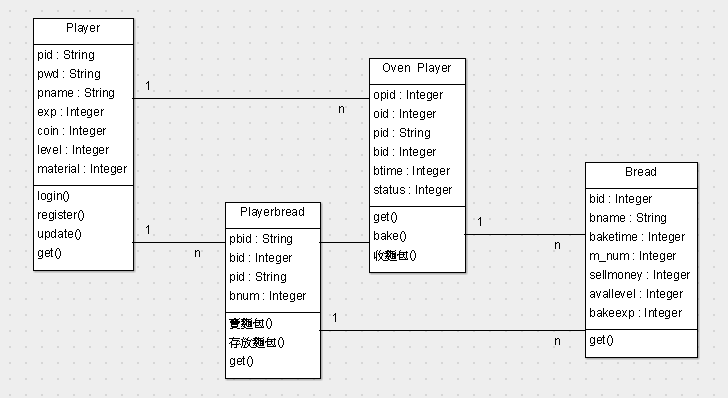 Player
pid : String
pwd : String
pname : String
exp : Integer
coin : Integer
level : Integer
material : Integer
login()
register()
update()
get()
1
n
Oven Player
opid : Integer
oid : Integer
pid : String
bid : Integer
btime : Integer
status : Integer
get()
bake()
收麵包()
1
n
Playerbread
pbid : String
bid : Integer
pid : String
bnum : Integer
賣麵包()
存放麵包()
get()
1
n
Bread
bid : Integer
bname : String
baketime : Integer
m_num : Integer
sellmoney : Integer
avallevel : Integer
bakeexp : Integer
get()
1
n